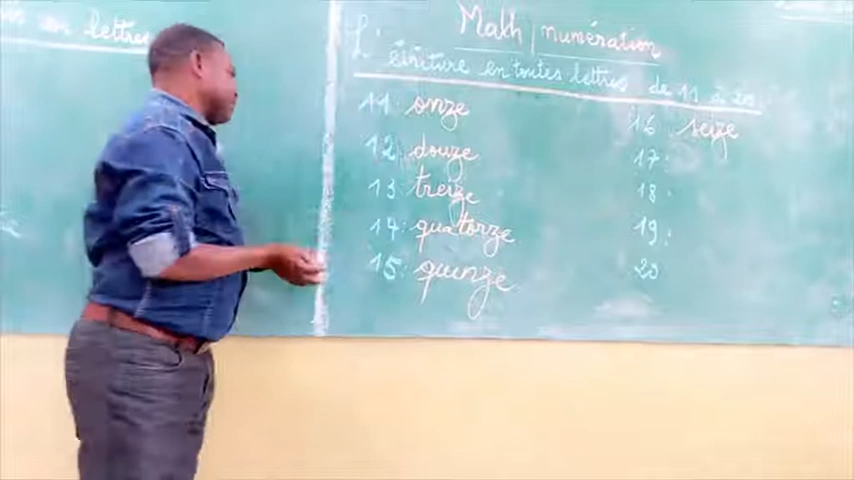 en lettres
Math | numération
L'écriture en toutes lettres de 11 à 20
11: onze
12: douze
13: treize
14: quatorze
15: quinze
16: seize
17:
18:
19:
20